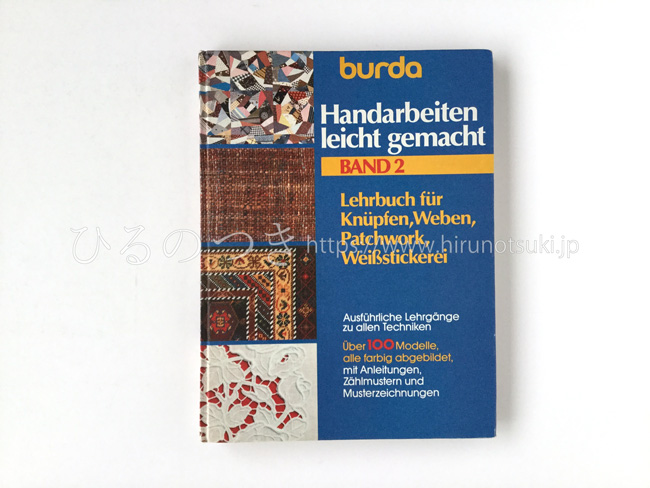 burda
Handarbeiten
leicht gemacht
BAND 2
Lehrbuch für
Knüpfen, Weben,
Patchwork,
Weißstickerei
ひるのつき https://www.hirunotsuki.jp
Ausführliche Lehrgänge
zu allen Techniken
Über 100 Modelle,
alle farbig abgebildet,
mit Anleitungen,
Zählmustern und
Musterzeichnungen